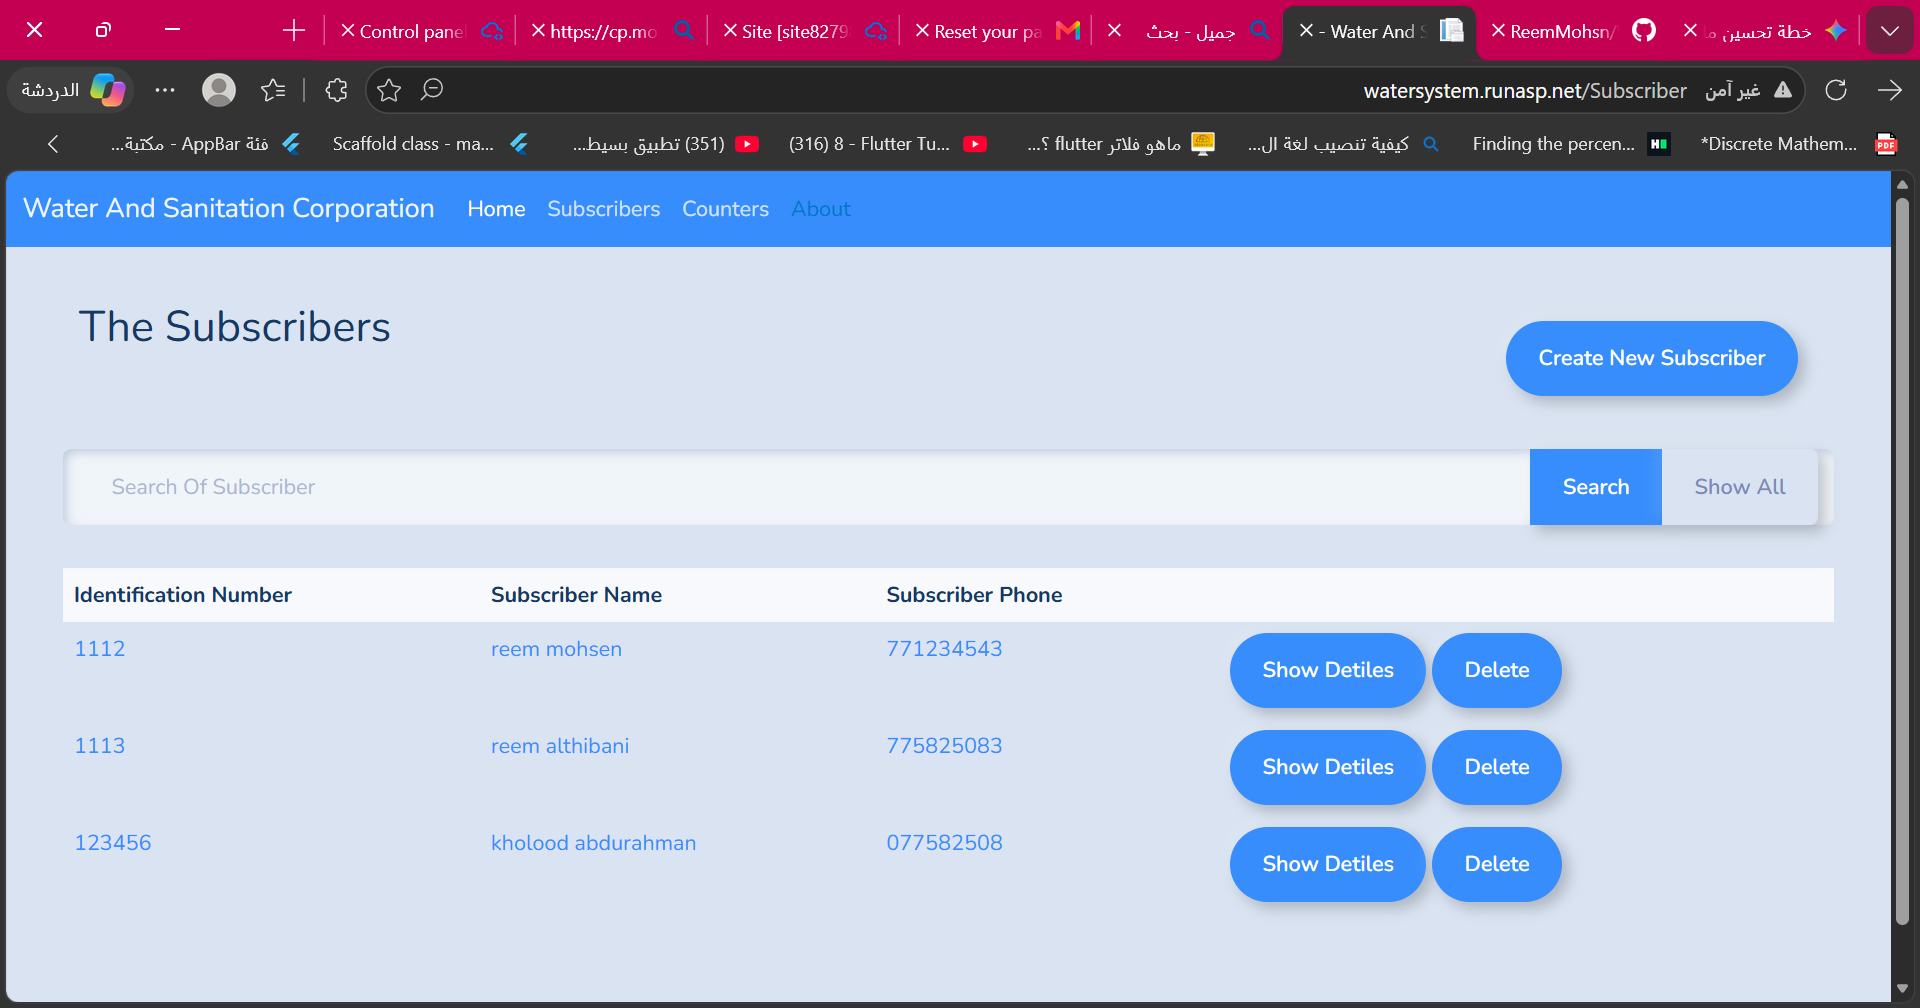 Control pane
https://cp.mo
Site [site8279
Reset your pa
جميل - بحث
- Water And S
ReemMohsn/
خطة تحسين ما
الدردشة
watersystem.runasp.net/Subscriber
غير آمن
فئة AppBar - مكتبة...
Scaffold class - ma...
(351) تطبيق بسيط...
(316) 8 - Flutter Tu...
ماهو فلاتر flutter ؟...
كيفية تنصيب لغة ال...
Finding the percen...
*Discrete Mathem...
Water And Sanitation Corporation
Home Subscribers Counters About
The Subscribers
Create New Subscriber
Search Of Subscriber
Search Show All
Identification Number Subscriber Name Subscriber Phone
1112 reem mohsen 771234543 Show Detiles Delete
1113 reem althibani 775825083 Show Detiles Delete
123456 kholood abdurahman 077582508 Show Detiles Delete